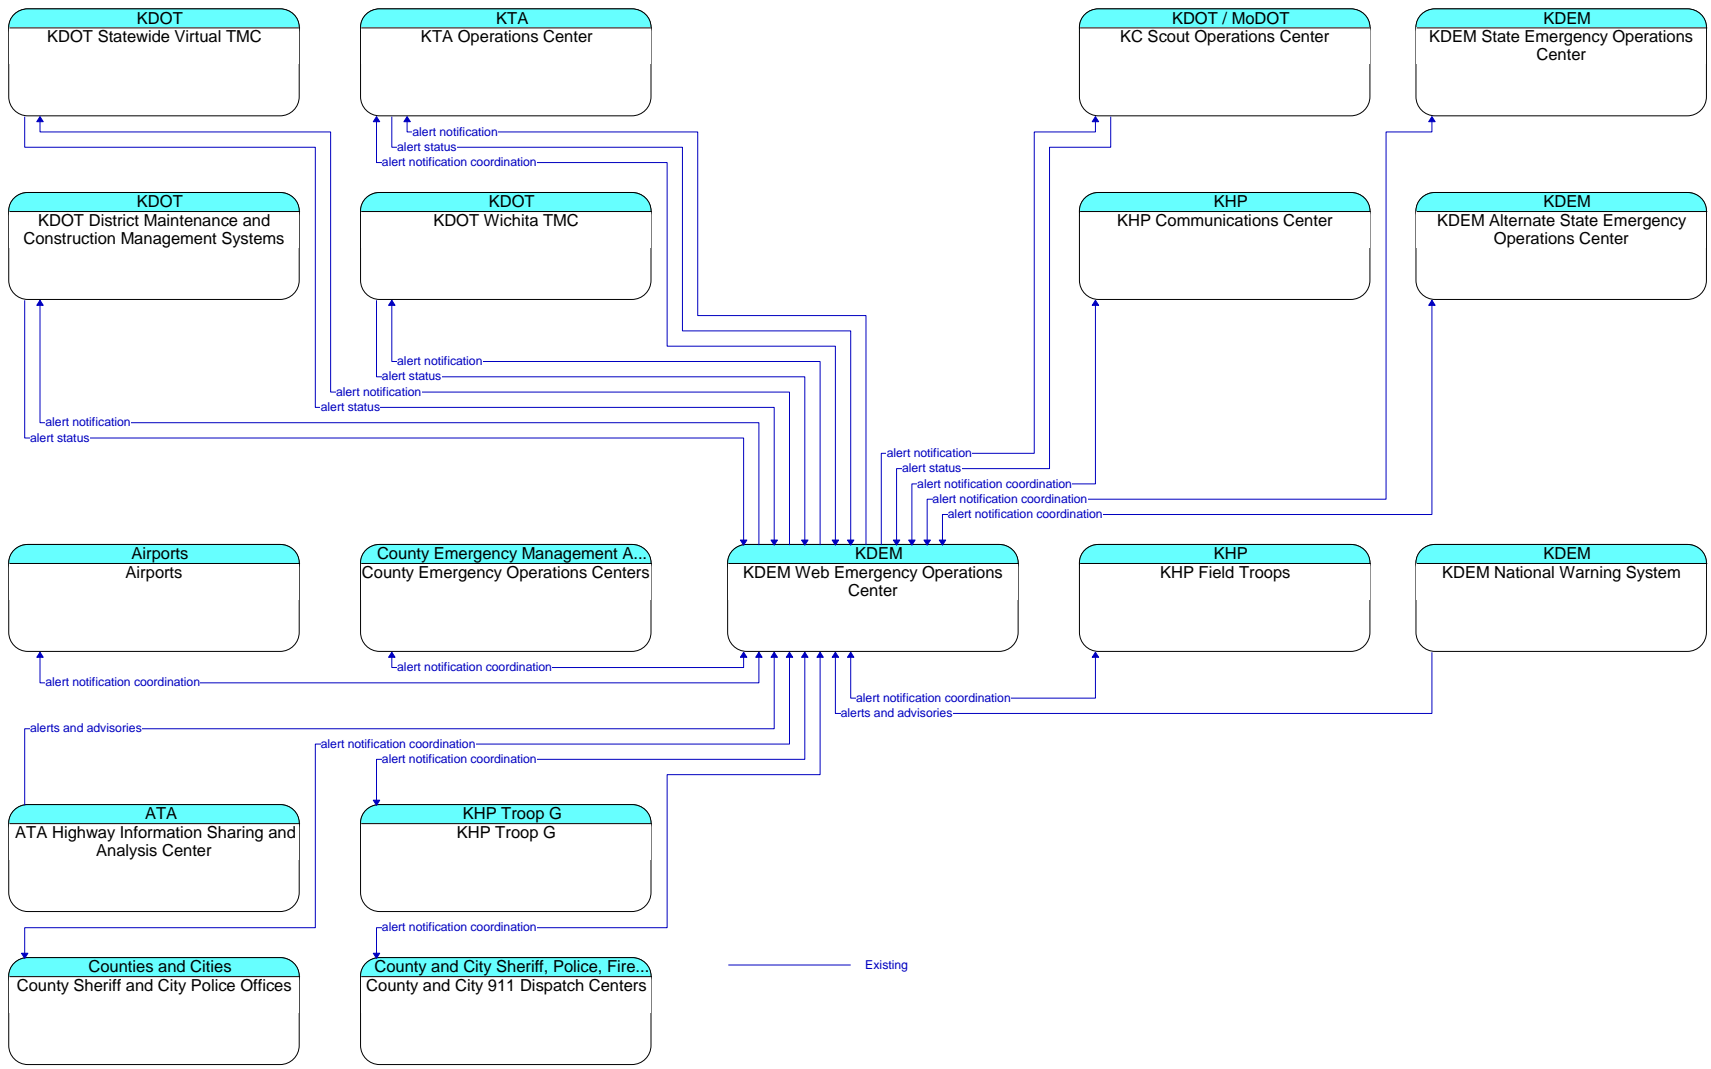 KDOT
KDOT Statewide Virtual TMC
KTA
KTA Operations Center
KDOT / MoDOT
KC Scout Operations Center
KDEM
KDEM State Emergency Operations
Center
alert notification
alert status
alert notification coordination
KDOT
KDOT District Maintenance and
Construction Management Systems
KDOT
KDOT Wichita TMC
KHP
KHP Communications Center
KDEM
KDEM Alternate State Emergency
Operations Center
alert notification
alert status
alert notification
alert status
alert notification
alert status
alert notification
alert status
alert notification coordination
alert notification coordination
alert notification coordination
Airports
Airports
County Emergency Management A...
County Emergency Operations Centers
KDEM
KDEM Web Emergency Operations
Center
KHP
KHP Field Troops
KDEM
KDEM National Warning System
alert notification coordination
alert notification coordination
alert notification coordination
alerts and advisories
alerts and advisories
alert notification coordination
alert notification coordination
ATA
ATA Highway Information Sharing and
Analysis Center
KHP Troop G
KHP Troop G
alert notification coordination
Counties and Cities
County Sheriff and City Police Offices
County and City Sheriff, Police, Fire...
County and City 911 Dispatch Centers
Existing